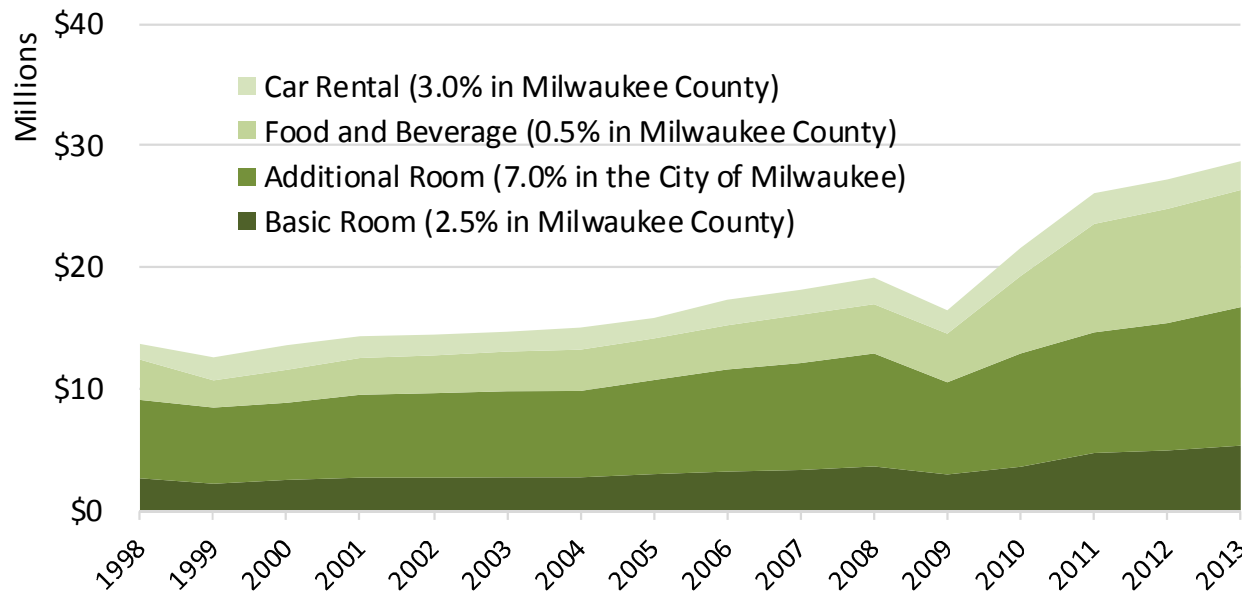 $40
Millions
Car Rental (3.0% in Milwaukee County)
Food and Beverage (0.5% in Milwaukee County)
$30
Additional Room (7.0% in the City of Milwaukee)
Basic Room (2.5% in Milwaukee County)
$20
$10
$0
1998 1999 2000 2001 2002 2003 2004 2005 2006 2007 2008 2009 2010 2011 2012 2013